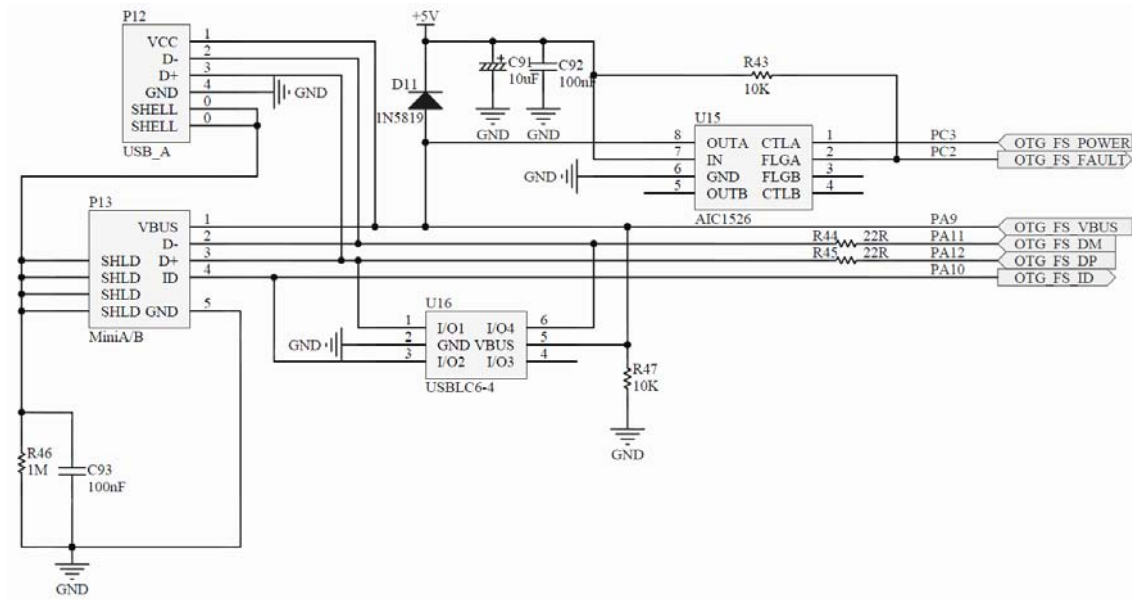 P12
VCC 1
D- 2
D+ 3
GND 4
SHELL 0
SHELL 0
USB_A
GND
+5V
C91
10uF
C92
100nF
GND
GND
D11
1N5819
R43
10K
U15
8 OUTA CTLA 1
7 IN FLGA 2
6 GND FLGB 3
5 OUTB CTLB 4
AIC1526
GND
PC3 OTG_FS_POWER
PC2 OTG_FS_FAULT
P13
VBUS 1
D- 2
SHLD D+ 3
SHLD ID 4
SHLD
SHLD GND 5
MiniA/B
PA9 OTG_FS_VBUS
R44 22R PA11 OTG_FS_DM
R45 22R PA12 OTG_FS_DP
PA10 OTG_FS_ID
U16
1 I/O1 I/O4 6
2 GND VBUS 5
3 I/O2 I/O3 4
USBLC6-4
GND
R47
10K
GND
R46
1M
C93
100nF
GND